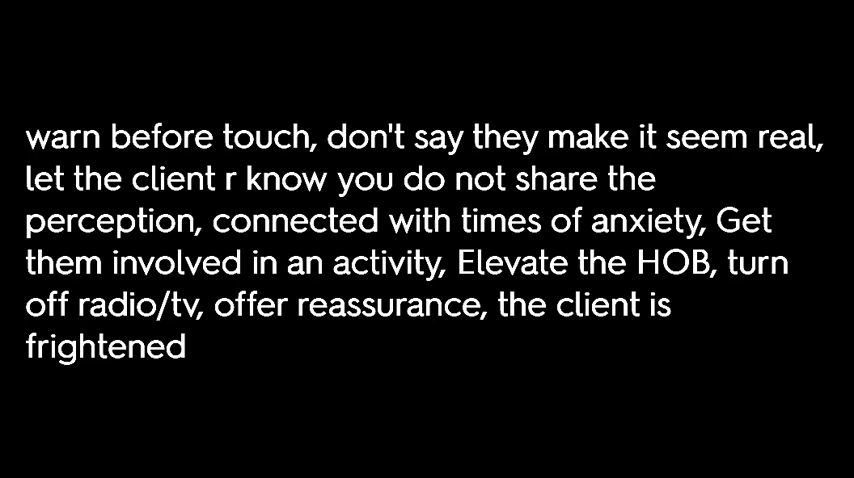 warn before touch, don't say they make it seem real,
let the client r know you do not share the
perception, connected with times of anxiety, Get
them involved in an activity, Elevate the HOB, turn
off radio/tv, offer reassurance, the client is
frightened